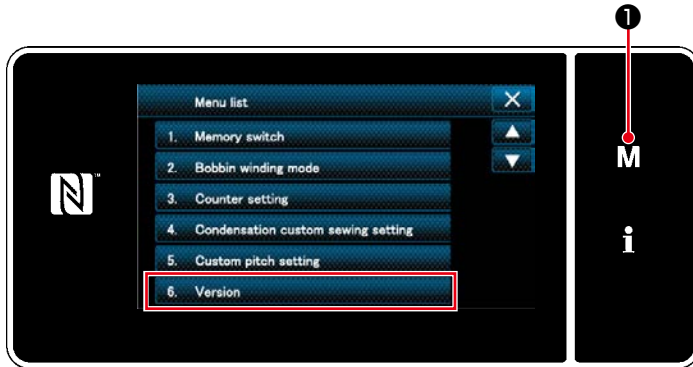 ❶
Menu list
1. Memory switch
2. Bobbin winding mode
3. Counter setting
4. Condensation custom sewing setting
5. Custom pitch setting
6. Version
M
i
N